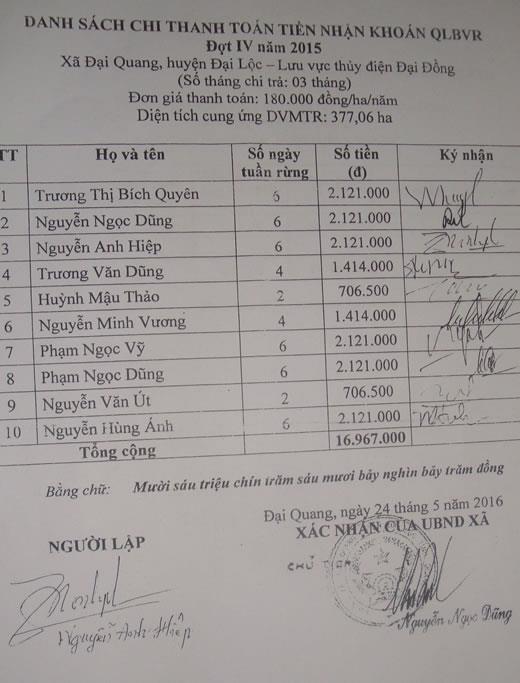 DANH SÁCH CHI THANH TOÁN TIỀN NHẬN KHOÁN QLBVR
Đợt IV năm 2015
Xã Đại Quang, huyện Đại Lộc – Lưu vực thủy điện Đại Đồng
(Số tháng chi trả: 03 tháng)
Đơn giá thanh toán: 180.000 đồng/ha/năm
Diện tích cung ứng DVMTR: 377,06 ha
TT Họ và tên Số ngày tuần rừng Số tiền (đ) Ký nhận
1 Trương Thị Bích Quyên 6 2.121.000
2 Nguyễn Ngọc Dũng 6 2.121.000
3 Nguyễn Anh Hiệp 6 2.121.000
4 Trương Văn Dũng 4 1.414.000
5 Huỳnh Mậu Thảo 2 706.500
6 Nguyễn Minh Vương 4 1.414.000
7 Phạm Ngọc Vỹ 6 2.121.000
8 Phạm Ngọc Dũng 6 2.121.000
9 Nguyễn Văn Út 2 706.500
10 Nguyễn Hùng Ánh 6 2.121.000
Tổng cộng 16.967.000
Bằng chữ: Mười sáu triệu chín trăm sáu mươi bảy nghìn bảy trăm đồng
Đại Quang, ngày 24 tháng 5 năm 2016
NGƯỜI LẬP
XÁC NHẬN CỦA UBND XÃ
CHỦ TỊCH
Nguyễn Anh Hiệp
Nguyễn Ngọc Dũng